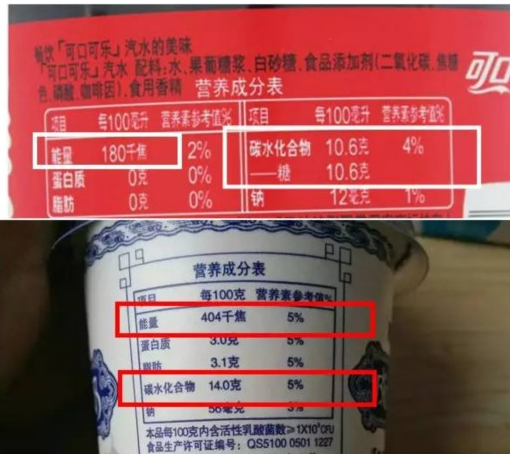 畅饮「可口可乐」汽水的美味
「可口可乐」汽水 配料:水、果葡糖浆、白砂糖、食品添加剂(二氧化碳、焦糖
色、磷酸、咖啡因)、食用香精 营养成分表
可口
项目 每100毫升 营养素参考值% 项目 每100毫升 营养素参考值%
能量 180千焦 2% 碳水化合物 10.6克 4%
蛋白质 0克 0% ——糖 10.6克
脂肪 0克 0% 钠 12毫克 1%
营养成分表
项目 每100克 营养素参考值%
能量 404千焦 5%
蛋白质 3.0克 5%
脂肪 3.1克 5%
碳水化合物 14.0克 5%
钠 56毫克 3%
本品每100克内含活性乳酸菌数≥1X10⁶CFU
食品生产许可证编号: QS5100 0501 1227